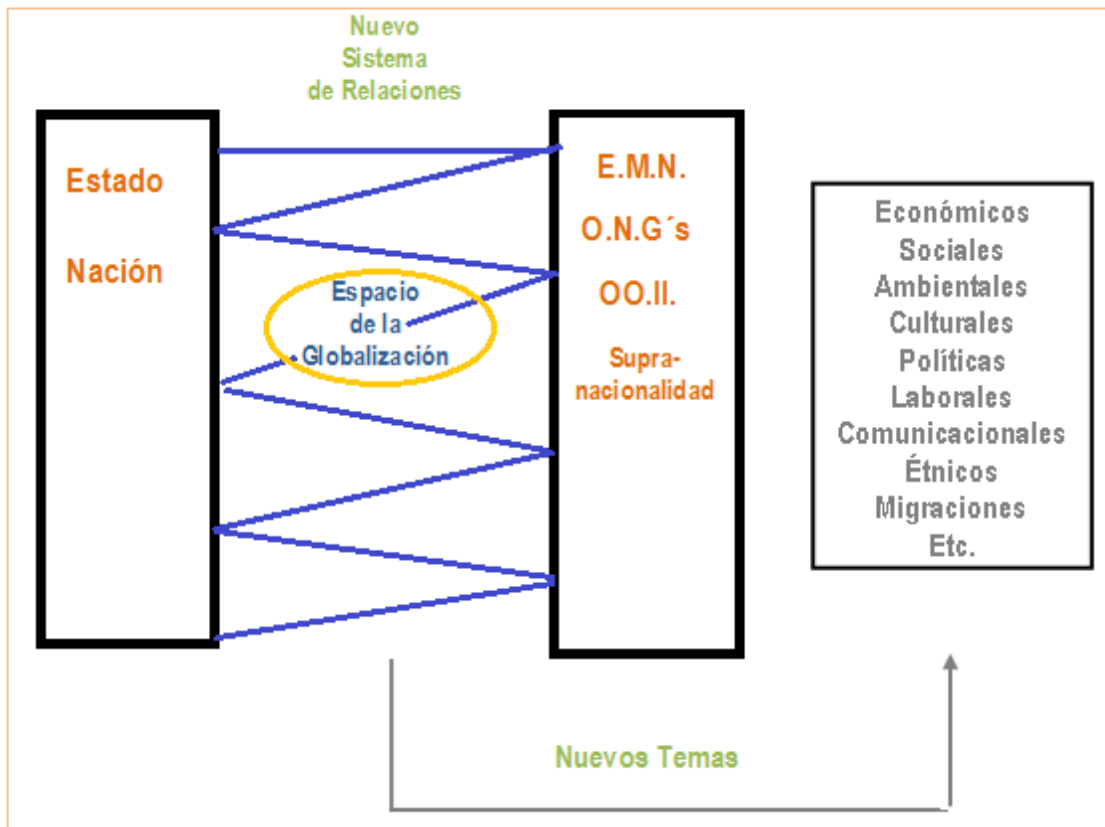 Nuevo
Sistema
de Relaciones
Estado
Nación
Espacio
de la
Globalización
E.M.N.
O.N.G´s
OO.II.
Supra-
nacionalidad
Económicos
Sociales
Ambientales
Culturales
Políticas
Laborales
Comunicacionales
Étnicos
Migraciones
Etc.
Nuevos Temas